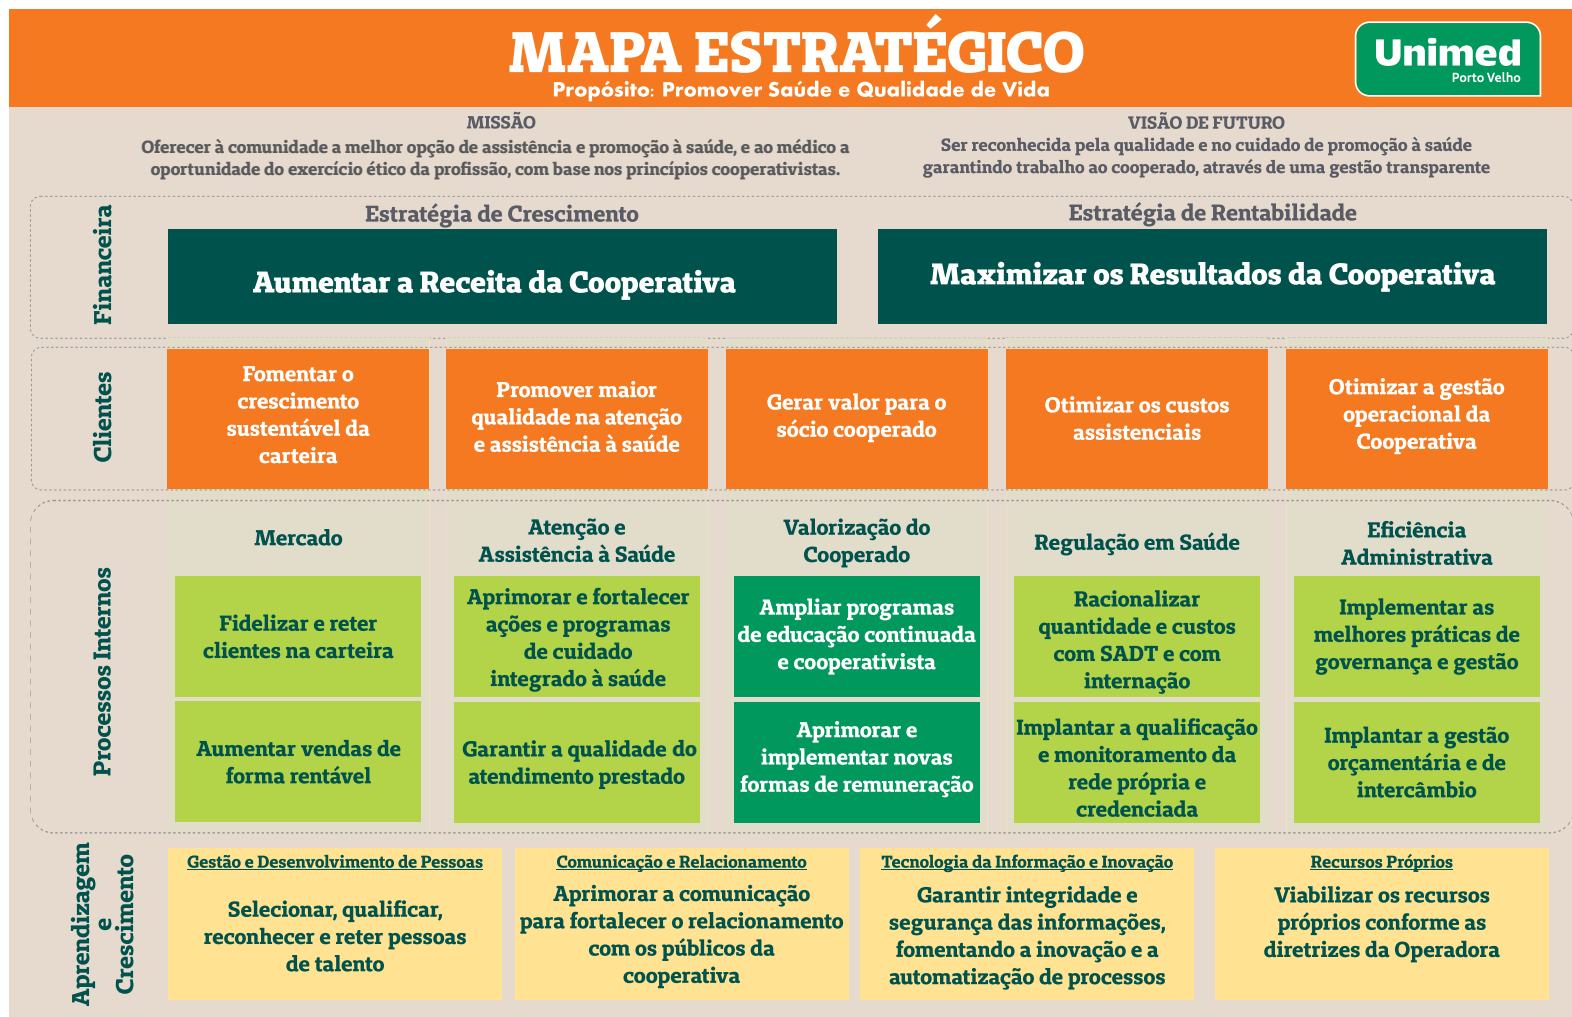 MAPA ESTRATÉGICO
Propósito: Promover Saúde e Qualidade de Vida
Unimed
Porto Velho
MISSÃO
Oferecer à comunidade a melhor opção de assistência e promoção à saúde, e ao médico a
oportunidade do exercício ético da profissão, com base nos princípios cooperativistas.
VISÃO DE FUTURO
Ser reconhecida pela qualidade e no cuidado de promoção à saúde
garantindo trabalho ao cooperado, através de uma gestão transparente
Financeira
Estratégia de Crescimento
Aumentar a Receita da Cooperativa
Estratégia de Rentabilidade
Maximizar os Resultados da Cooperativa
Clientes
Fomentar o
crescimento
sustentável da
carteira
Promover maior
qualidade na atenção
e assistência à saúde
Gerar valor para o
sócio cooperado
Otimizar os custos
assistenciais
Otimizar a gestão
operacional da
Cooperativa
Processos Internos
Mercado
Fidelizar e reter
clientes na carteira
Aumentar vendas de
forma rentável
Atenção e
Assistência à Saúde
Aprimorar e fortalecer
ações e programas
de cuidado
integrado à saúde
Garantir a qualidade do
atendimento prestado
Valorização do
Cooperado
Ampliar programas
de educação continuada
e cooperativista
Aprimorar e
implementar novas
formas de remuneração
Regulação em Saúde
Racionalizar
quantidade e custos
com SADT e com
internação
Implantar a qualificação
e monitoramento da
rede própria e
credenciada
Eficiência
Administrativa
Implementar as
melhores práticas de
governança e gestão
Implantar a gestão
orçamentária e de
intercâmbio
Aprendizagem
e
Crescimento
Gestão e Desenvolvimento de Pessoas
Selecionar, qualificar,
reconhecer e reter pessoas
de talento
Comunicação e Relacionamento
Aprimorar a comunicação
para fortalecer o relacionamento
com os públicos da
cooperativa
Tecnologia da Informação e Inovação
Garantir integridade e
segurança das informações,
fomentando a inovação e a
automatização de processos
Recursos Próprios
Viabilizar os recursos
próprios conforme as
diretrizes da Operadora